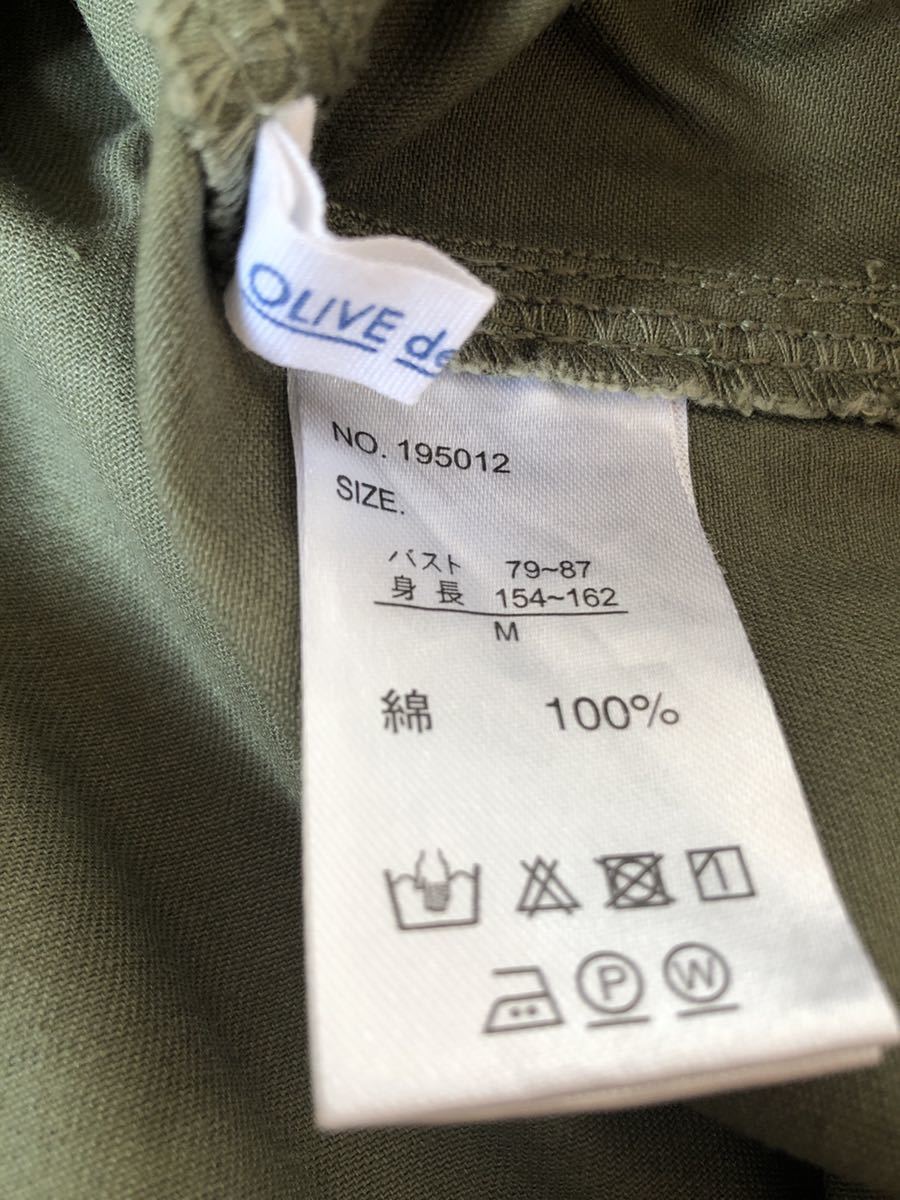 OLIVE de
NO. 195012
SIZE.
バスト 79~87
身長 154~162
M
綿 100%
P W